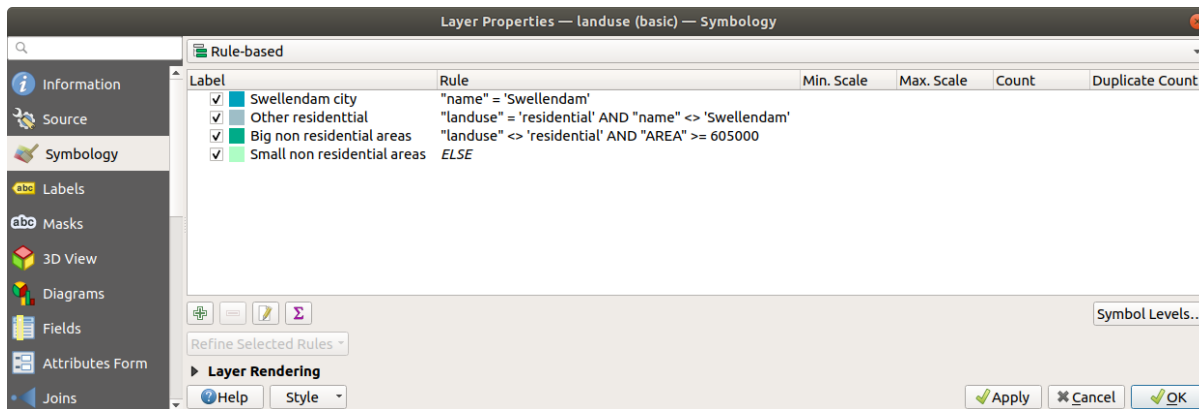 Layer Properties — landuse (basic) — Symbology
Rule-based
Information
Source
Symbology
Labels
Masks
3D View
Diagrams
Fields
Attributes Form
Joins
Label Rule Min. Scale Max. Scale Count Duplicate Count
Swellendam city "name" = 'Swellendam'
Other residenttial "landuse" = 'residential' AND "name" <> 'Swellendam'
Big non residential areas "landuse" <> 'residential' AND "AREA" >= 605000
Small non residential areas ELSE
Σ
Symbol Levels…
Refine Selected Rules
Layer Rendering
Help Style Apply Cancel OK